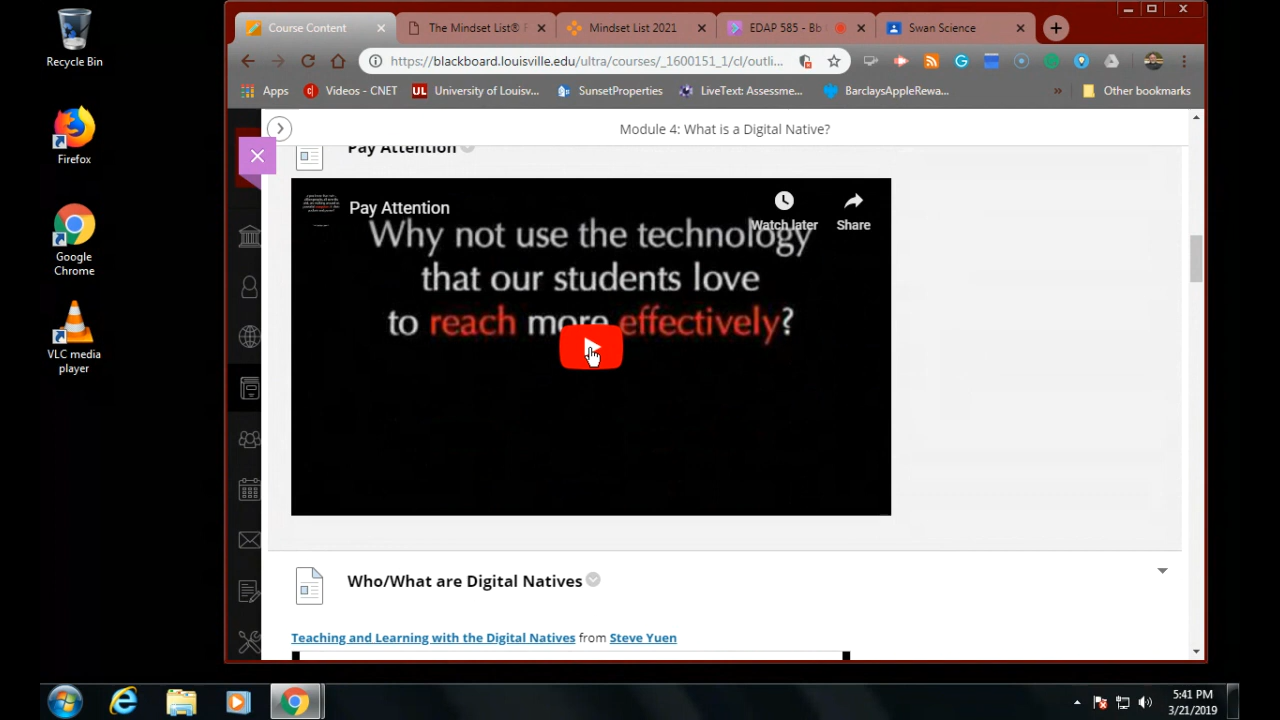 Recycle Bin
Firefox
Google
Chrome
VLC media
player
Course Content
The Mindset List® F
Mindset List 2021
EDAP 585 - Bb
Swan Science
https://blackboard.louisville.edu/ultra/courses/_1600151_1/cl/outli...
Apps
Videos - CNET
UL University of Louisv...
SunsetProperties
LiveText: Assessme...
BarclaysAppleRewa...
»
Other bookmarks
Module 4: What is a Digital Native?
Pay Attention
Pay Attention
Watch later
Share
Why not use the technology
that our students love
to reach more effectively?
Who/What are Digital Natives
Teaching and Learning with the Digital Natives from Steve Yuen
5:41 PM
3/21/2019